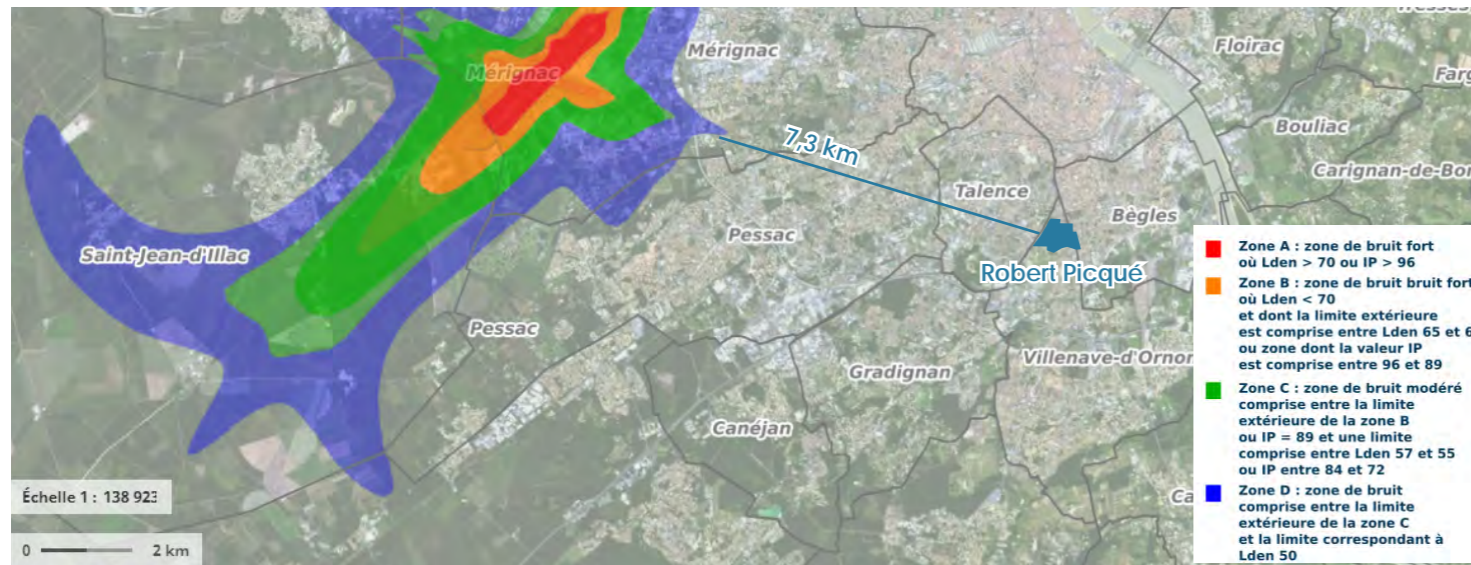 Mérignac
Mérignac
Floirac
Bouliac
7,3 km
Talence
Bègles
Pessac
Saint-Jean-d'Illac
Robert Picqué
Pessac
Gradignan
Villenave-d'Ornon
Canéjan
Échelle 1 : 138 923
0 2 km
Zone A : zone de bruit fort
où Lden > 70 ou IP > 96
Zone B : zone de bruit bruit fort
où Lden < 70
et dont la limite extérieure
est comprise entre Lden 65 et 6
ou zone dont la valeur IP
est comprise entre 96 et 89
Zone C : zone de bruit modéré
comprise entre la limite
extérieure de la zone B
ou IP = 89 et une limite
comprise entre Lden 57 et 55
ou IP entre 84 et 72
Zone D : zone de bruit
comprise entre la limite
extérieure de la zone C
et la limite correspondant à
Lden 50